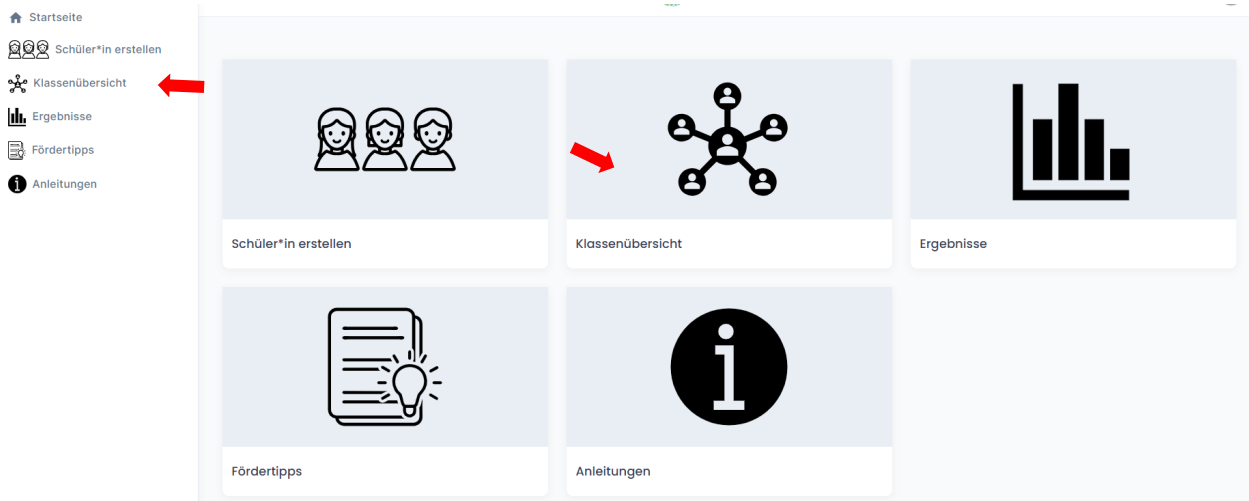 Startseite
Schüler*in erstellen
Klassenübersicht
Ergebnisse
Fördertipps
Anleitungen
Schüler*in erstellen
Klassenübersicht
Ergebnisse
Fördertipps
Anleitungen